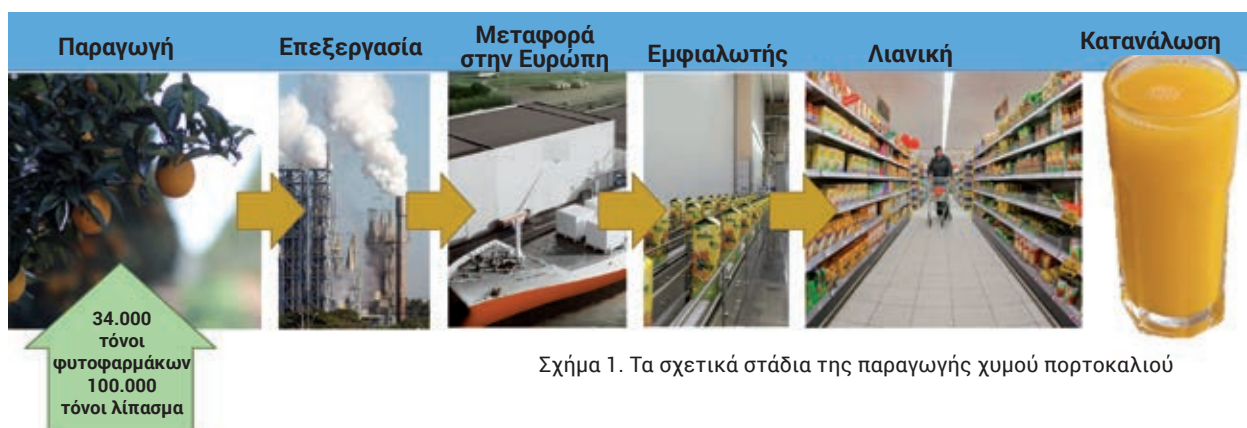 Παραγωγή
Επεξεργασία
Μεταφορά
στην Ευρώπη
Εμφιαλωτής
Λιανική
Κατανάλωση
34.000
τόνοι
φυτοφαρμάκων
100.000
τόνοι λίπασμα
Σχήμα 1. Τα σχετικά στάδια της παραγωγής χυμού πορτοκαλιού